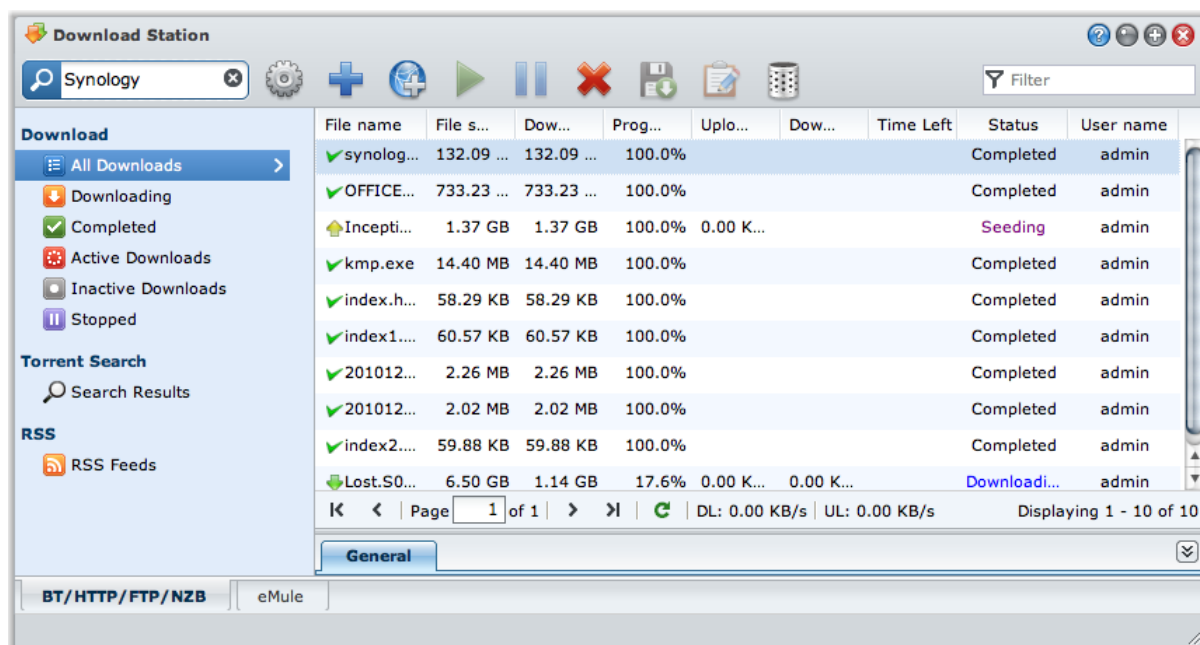 Download Station
Synology
Filter
Download
All Downloads
Downloading
Completed
Active Downloads
Inactive Downloads
Stopped
Torrent Search
Search Results
RSS
RSS Feeds
File name File s... Dow... Prog... Uplo... Dow... Time Left Status User name
synolog... 132.09 ... 132.09 ... 100.0% Completed admin
OFFICE... 733.23 ... 733.23 ... 100.0% Completed admin
Incepti... 1.37 GB 1.37 GB 100.0% 0.00 K... Seeding admin
kmp.exe 14.40 MB 14.40 MB 100.0% Completed admin
index.h... 58.29 KB 58.29 KB 100.0% Completed admin
index1.... 60.57 KB 60.57 KB 100.0% Completed admin
201012... 2.26 MB 2.26 MB 100.0% Completed admin
201012... 2.02 MB 2.02 MB 100.0% Completed admin
index2.... 59.88 KB 59.88 KB 100.0% Completed admin
Lost.S0... 6.50 GB 1.14 GB 17.6% 0.00 K... 0.00 K... Downloadi... admin
Page 1 of 1 DL: 0.00 KB/s UL: 0.00 KB/s Displaying 1 - 10 of 10
General
BT/HTTP/FTP/NZB eMule